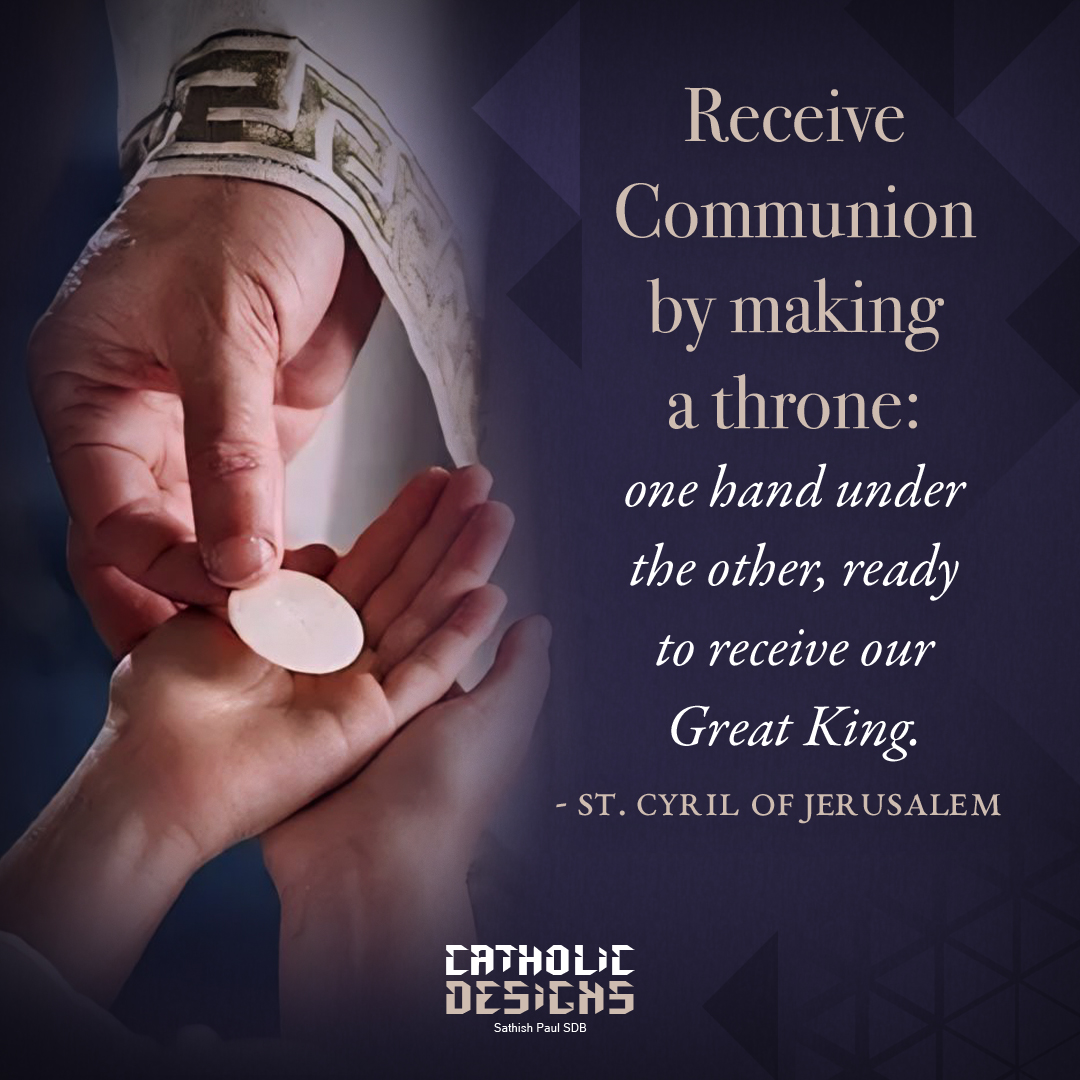 Receive
Communion
by making
a throne:
one hand under
the other, ready
to receive our
Great King.
- ST. CYRIL OF JERUSALEM
CATHOLIC
DESIGNS
Sathish Paul SDB